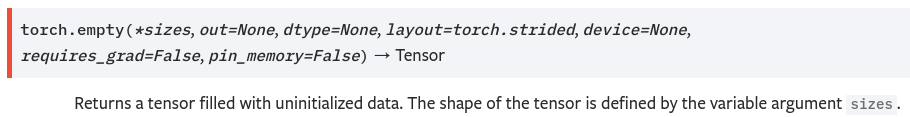 torch.empty(*sizes, out=None, dtype=None, layout=torch.strided, device=None,
requires_grad=False, pin_memory=False) → Tensor
Returns a tensor filled with uninitialized data. The shape of the tensor is defined by the variable argument sizes.